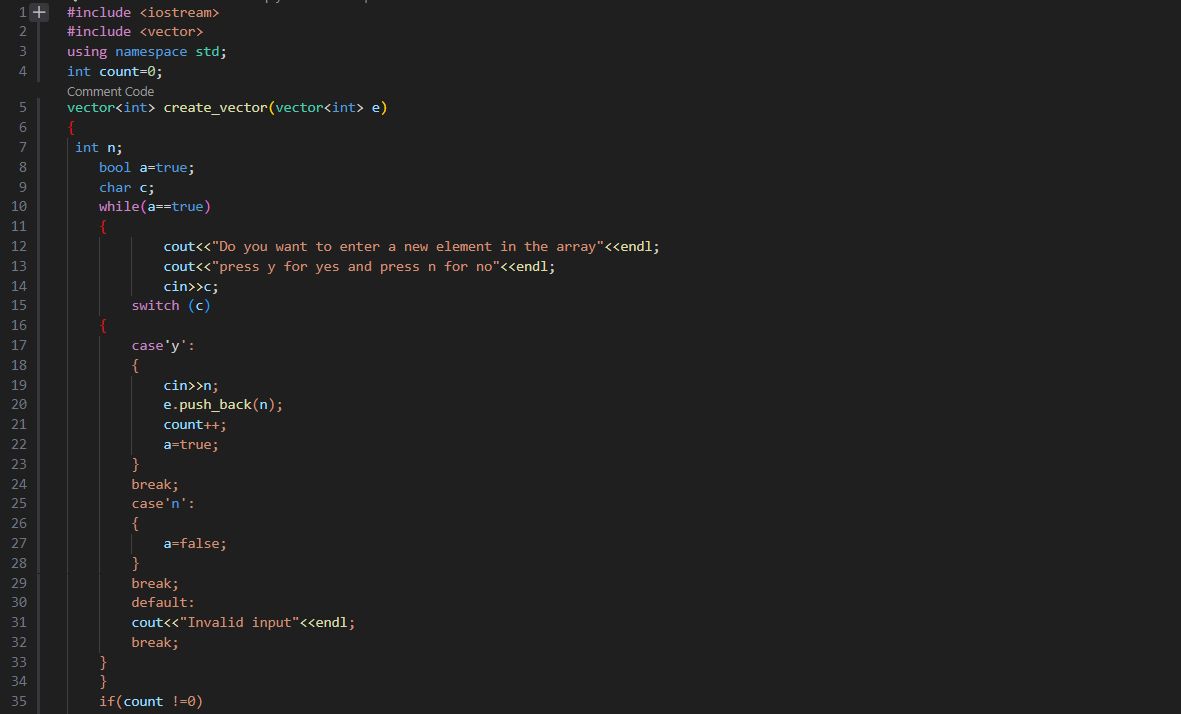 1 #include <iostream>
2 #include <vector>
3 using namespace std;
4 int count=0;
Comment Code
5 vector<int> create_vector(vector<int> e)
6 {
7 int n;
8 bool a=true;
9 char c;
10 while(a==true)
11 {
12 cout<<"Do you want to enter a new element in the array"<<endl;
13 cout<<"press y for yes and press n for no"<<endl;
14 cin>>c;
15 switch (c)
16 {
17 case'y':
18 {
19 cin>>n;
20 e.push_back(n);
21 count++;
22 a=true;
23 }
24 break;
25 case'n':
26 {
27 a=false;
28 }
29 break;
30 default:
31 cout<<"Invalid input"<<endl;
32 break;
33 }
34 }
35 if(count !=0)